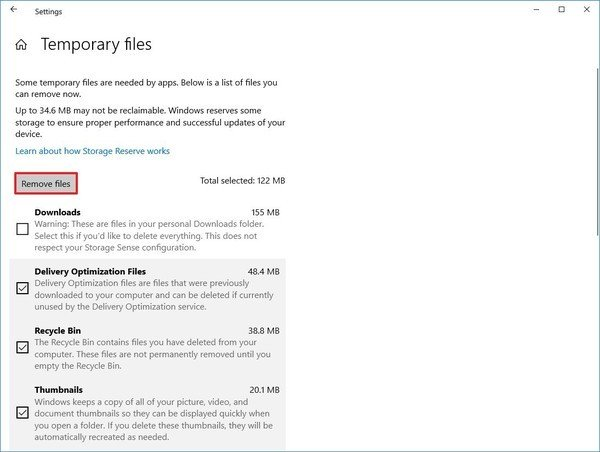 Settings
Temporary files
Some temporary files are needed by apps. Below is a list of files you
can remove now.
Up to 34.6 MB may not be reclaimable. Windows reserves some
storage to ensure proper performance and successful updates of your
device.
Learn about how Storage Reserve works
Remove files
Total selected: 122 MB
Downloads 155 MB
Warning: These are files in your personal Downloads folder.
Select this if you'd like to delete everything. This does not
respect your Storage Sense configuration.
Delivery Optimization Files 48.4 MB
Delivery Optimization files are files that were previously
downloaded to your computer and can be deleted if currently
unused by the Delivery Optimization service.
Recycle Bin 38.8 MB
The Recycle Bin contains files you have deleted from your
computer. These files are not permanently removed until you
empty the Recycle Bin.
Thumbnails 20.1 MB
Windows keeps a copy of all of your picture, video, and
document thumbnails so they can be displayed quickly when
you open a folder. If you delete these thumbnails, they will be
automatically recreated as needed.